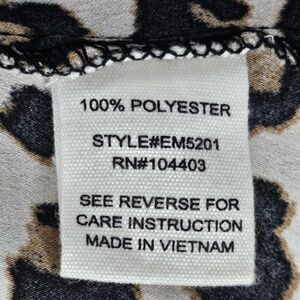 100% POLYESTER
STYLE#EM5201
RN#104403
SEE REVERSE FOR
CARE INSTRUCTION
MADE IN VIETNAM